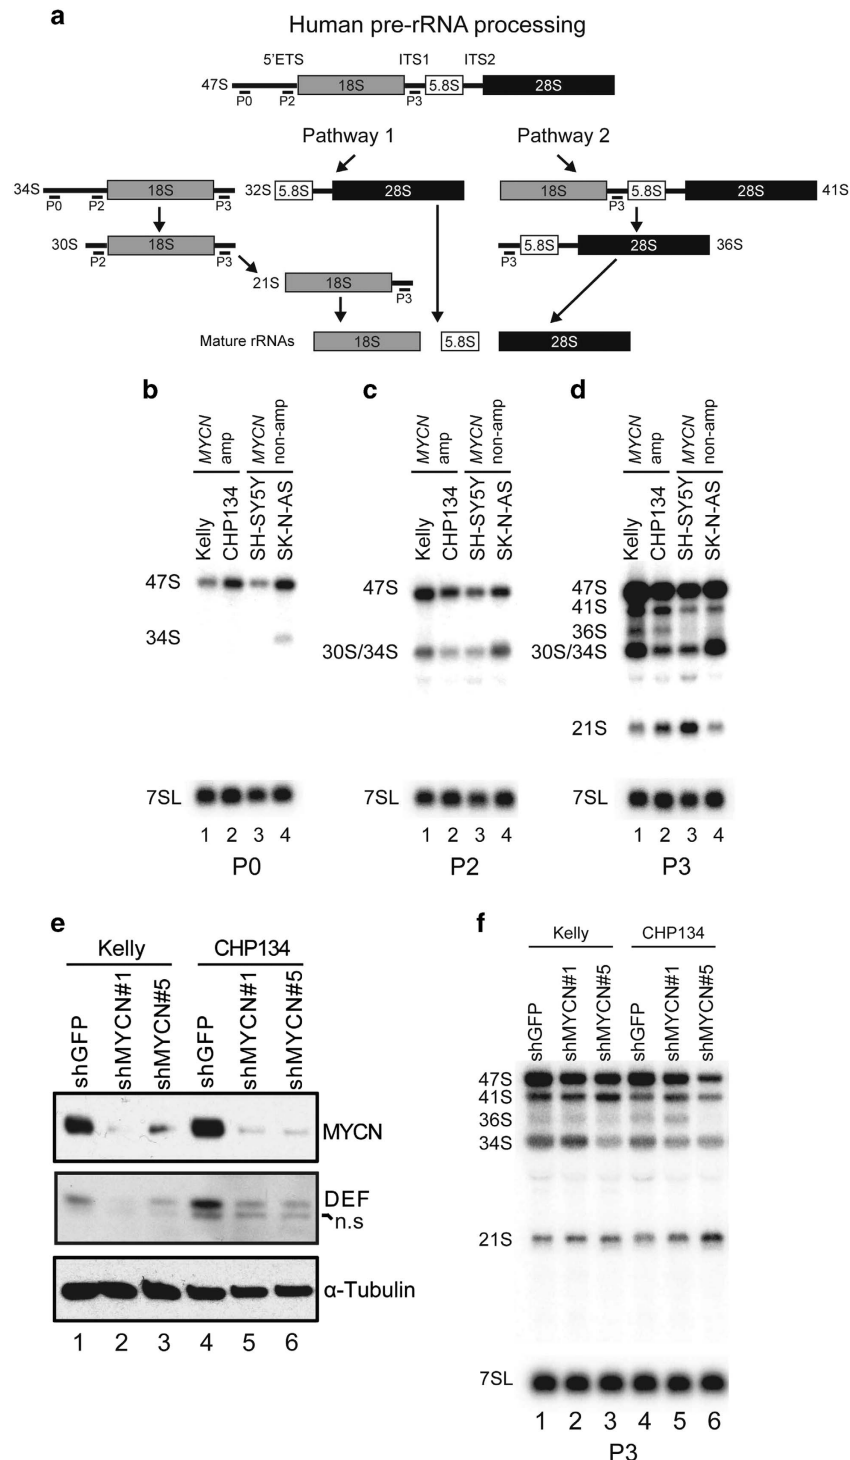 a
Human pre-rRNA processing
5'ETS ITS1 ITS2
47S 18S 5.8S 28S
P0 P2 P3
Pathway 1 Pathway 2
34S 18S 32S 5.8S 28S 18S 5.8S 28S 41S
P0 P2 P3 P3
30S 18S 5.8S 28S 36S
P2 P3 P3
21S 18S
P3
Mature rRNAs 18S 5.8S 28S
b
MYCN amp
MYCN non-amp
Kelly
CHP134
SH-SY5Y
SK-N-AS
47S
34S
7SL
1 2 3 4
P0
c
MYCN amp
MYCN non-amp
Kelly
CHP134
SH-SY5Y
SK-N-AS
47S
30S/34S
7SL
1 2 3 4
P2
d
MYCN amp
MYCN non-amp
Kelly
CHP134
SH-SY5Y
SK-N-AS
47S
41S
36S
30S/34S
21S
7SL
1 2 3 4
P3
e
Kelly CHP134
shGFP
shMYCN#1
shMYCN#5
shGFP
shMYCN#1
shMYCN#5
MYCN
DEF
n.s
α-Tubulin
1 2 3 4 5 6
f
Kelly CHP134
shGFP
shMYCN#1
shMYCN#5
shGFP
shMYCN#1
shMYCN#5
47S
41S
36S
34S
21S
7SL
1 2 3 4 5 6
P3